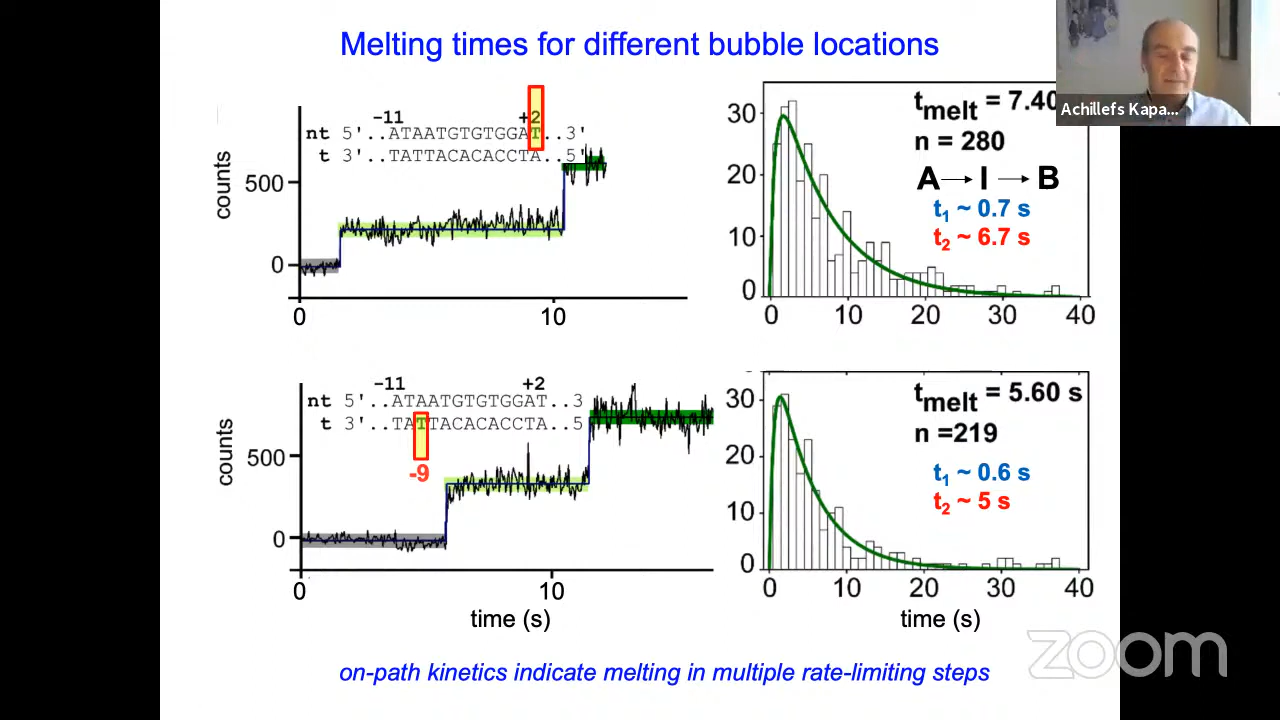 Melting times for different bubble locations
Achillefs Kapa...
-11 +2
nt 5'..ATAATGTGTGGAT..3'
t 3'..TATTACACACCTA..5'
counts
500
0
0 10
30
20
10
0
0 10 20 30 40
tmelt = 7.40
n = 280
A → I → B
t1 ~ 0.7 s
t2 ~ 6.7 s
-11 +2
nt 5'..ATAATGTGTGGAT..3
t 3'..TATTACACACCTA..5
-9
counts
500
0
0 10
time (s)
30
20
10
0
0 10 20 30 40
time (s)
tmelt = 5.60 s
n =219
t1 ~ 0.6 s
t2 ~ 5 s
zoom
on-path kinetics indicate melting in multiple rate-limiting steps